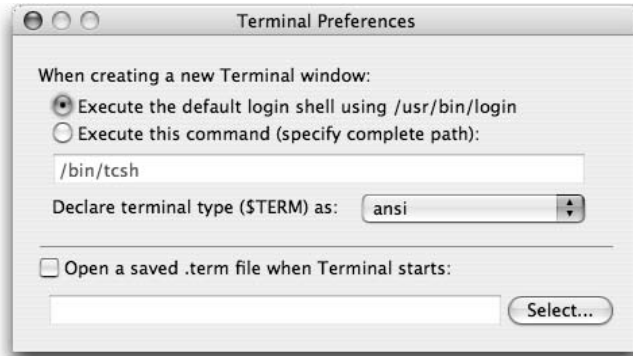 Terminal Preferences
When creating a new Terminal window:
Execute the default login shell using /usr/bin/login
Execute this command (specify complete path):
/bin/tcsh
Declare terminal type ($TERM) as: ansi
Open a saved .term file when Terminal starts:
Select...